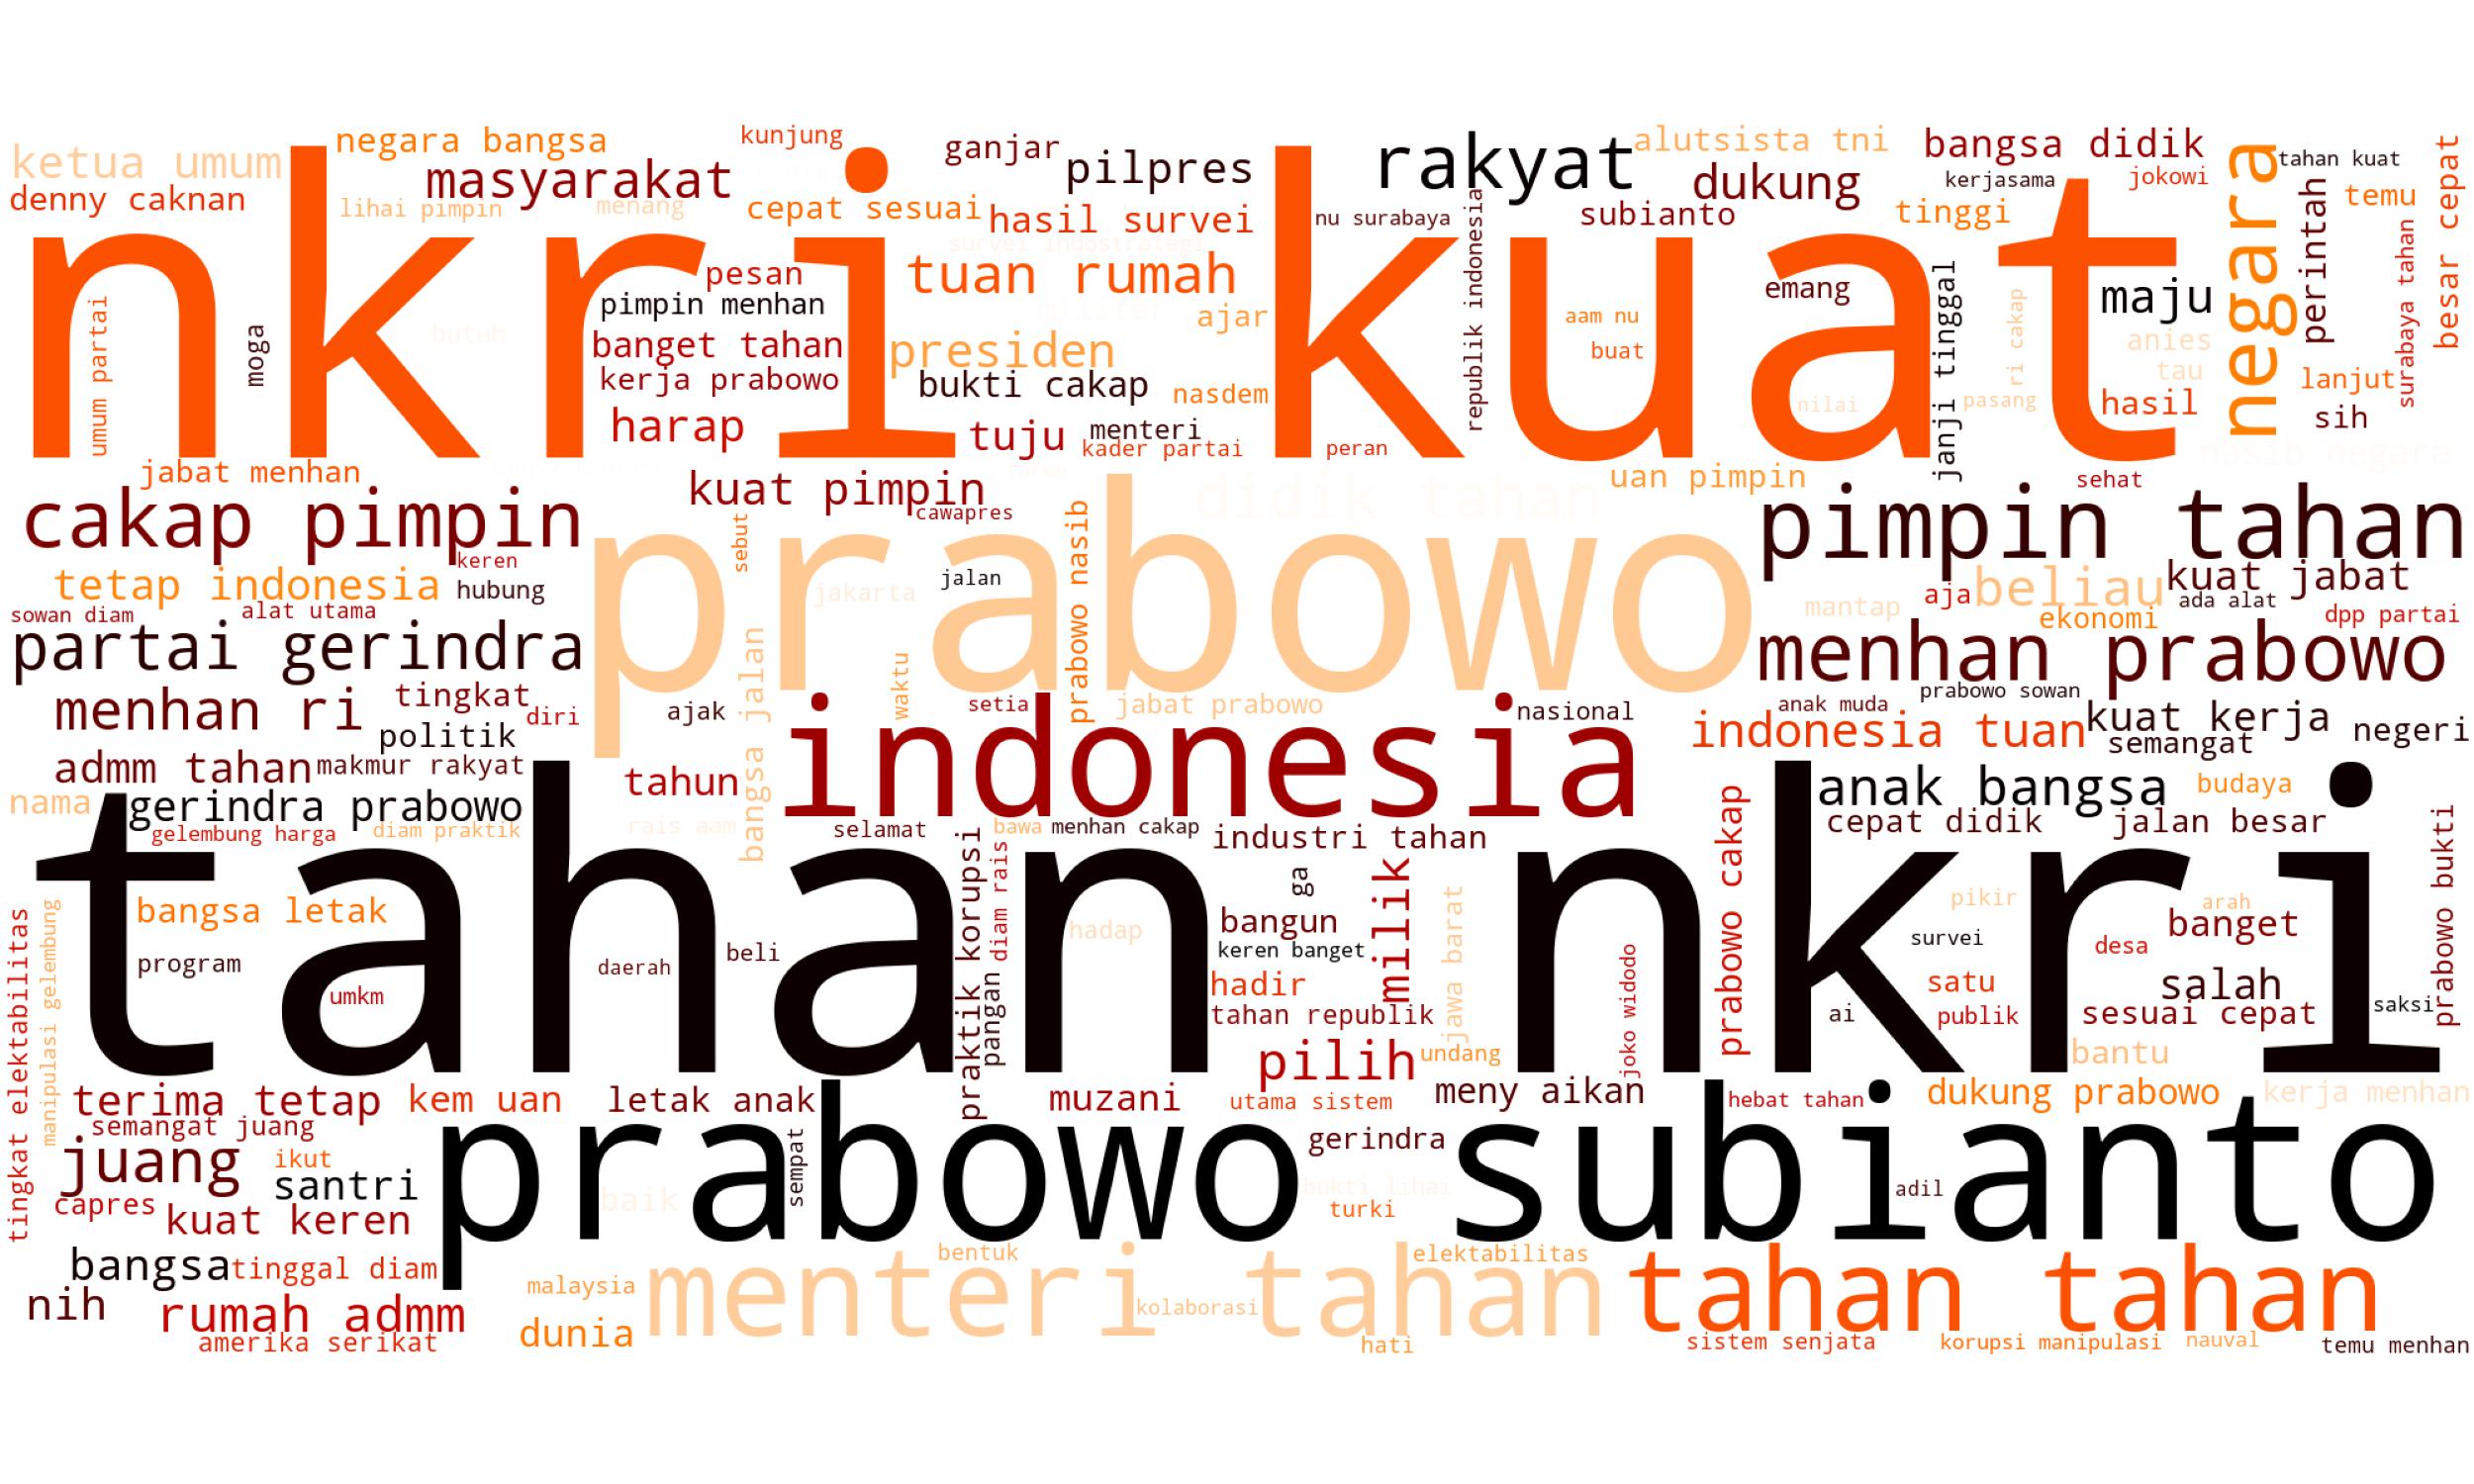 ketua umum
negara bangsa
kunjung
ganjar
pilpres
rakyat
alutsista tni
bangsa didik
tahan kuat
besar cepat
denny caknan
masyarakat
lihai pimpin
menang
cepat sesuai
hasil survei
nu surabaya
subianto
dukung
kerjasama
jokowi
tinggi
temu
negara
perintah
surabaya tahan
survei indostrategi
nkri kuat
republik indonesia
pesan
tuan rumah
emang
maju
umum partai
moga
butuh
pimpin menhan
ajar
aam nu
janji tinggal
ri cakap
anies
banget tahan
presiden
buat
tau
kerja prabowo
bukti cakap
nasdem
nilai
pasang
hasil
lanjut
sih
harap
tuju
menteri
kader partai
peran
nasib negara
jabat menhan
kuat pimpin
didik tahan
uan pimpin
sehat
cakap pimpin
cawapres
pimpin tahan
prabowo
sebut
prabowo nasib
keren
tetap indonesia
hubung
jakarta
jalan
mantap
aja
beliau
kuat jabat
ada alat
ekonomi
dpp partai
sowan diam
alat utama
partai gerindra
waktu
bangsa jalan
menhan prabowo
menhan ri
tingkat
diri
ajak
setia
jabat prabowo
nasional
anak muda
prabowo sowan
politik
indonesia
indonesia tuan
kuat kerja
semangat
negeri
admm tahan
makmur rakyat
tahun
anak bangsa
budaya
nama
gerindra prabowo
gelembung harga
diam praktik
rais aam
selamat
bawa
menhan cakap
industri tahan
prabowo cakap
cepat didik
jalan besar
prabowo bukti
tahan nkri
praktik korupsi
diam rais
ga
milik
jawa barat
bangsa letak
hadap
bangun
pikir
arah
banget
program
daerah
beli
keren banget
survei
desa
umkm
pangan
hadir
joko widodo
satu
salah
saksi
tahan republik
ai
publik
sesuai cepat
tingkat elektabilitas
manipulasi gelembung
pilih
undang
bantu
terima tetap
kem uan
letak anak
muzani
utama sistem
meny aikan
hebat tahan
dukung prabowo
kerja menhan
semangat juang
juang
ikut
santri
sempat
prabowo subianto
gerindra
baik
bukti lihai
adil
capres
kuat keren
turki
bangsa
tinggal diam
bentuk
elektabilitas
malaysia
menteri tahan
tahan tahan
nih
rumah admm
kolaborasi
dunia
amerika serikat
hati
sistem senjata
korupsi manipulasi
nauval
temu menhan